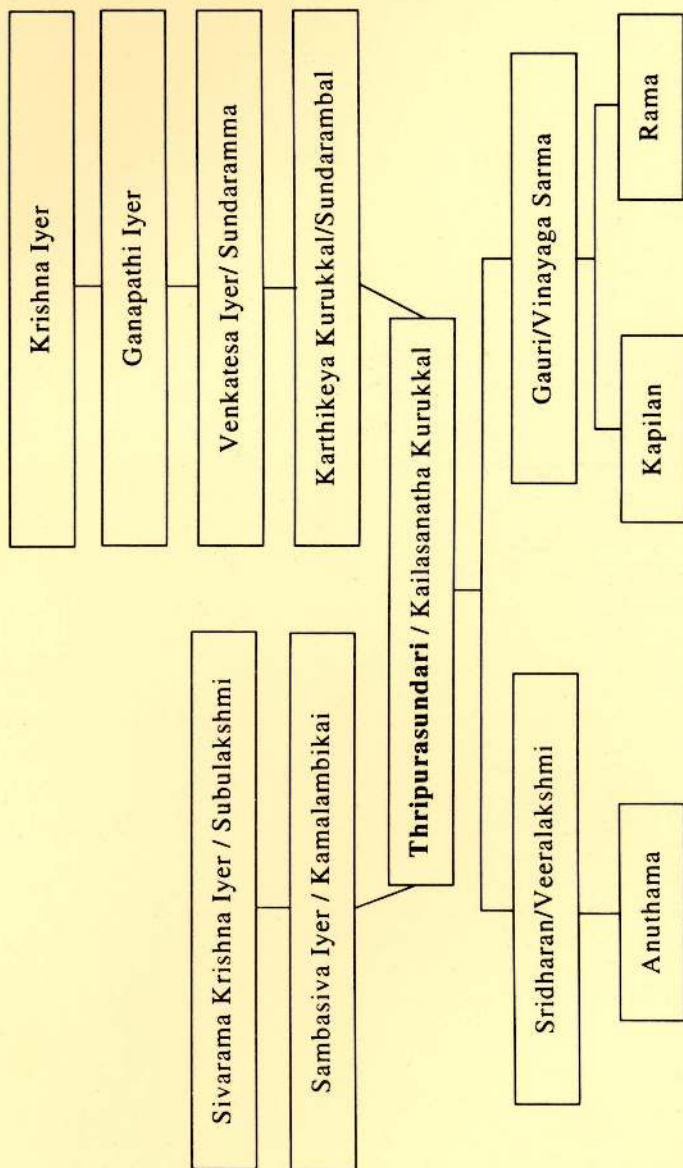 Krishna Iyer
Ganapathi Iyer
Sivarama Krishna Iyer / Subulakshmi
Venkatesa Iyer/ Sundaramma
Sambasiva Iyer / Kamalambikai
Karthikeya Kurukkal/Sundarambal
Thripurasundari / Kailasanatha Kurukkal
Sridharan/Veeralakshmi
Gauri/Vinayaga Sarma
Anuthama
Kapilan
Rama